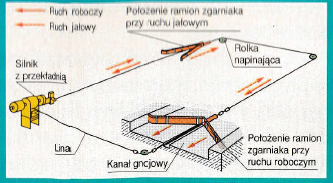 Ruch roboczy
Ruch jałowy
Położenie ramion zgarniaka
przy ruchu jałowym
Rolka
napinająca
Silnik
z przekładnią
Lina
Kanał gnojowy
Położenie ramion
zgarniaka przy
ruchu roboczym